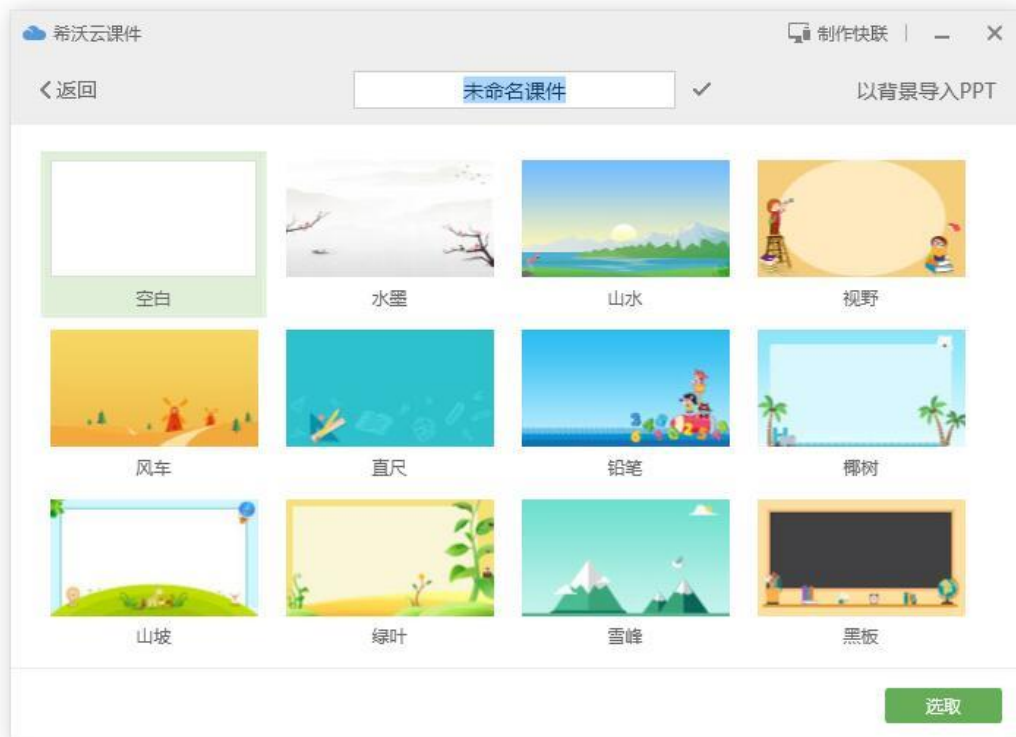 希沃云课件 制作快联
返回 未命名课件 以背景导入PPT
空白 水墨 山水 视野
风车 直尺 铅笔 椰树
山坡 绿叶 雪峰 黑板
选取